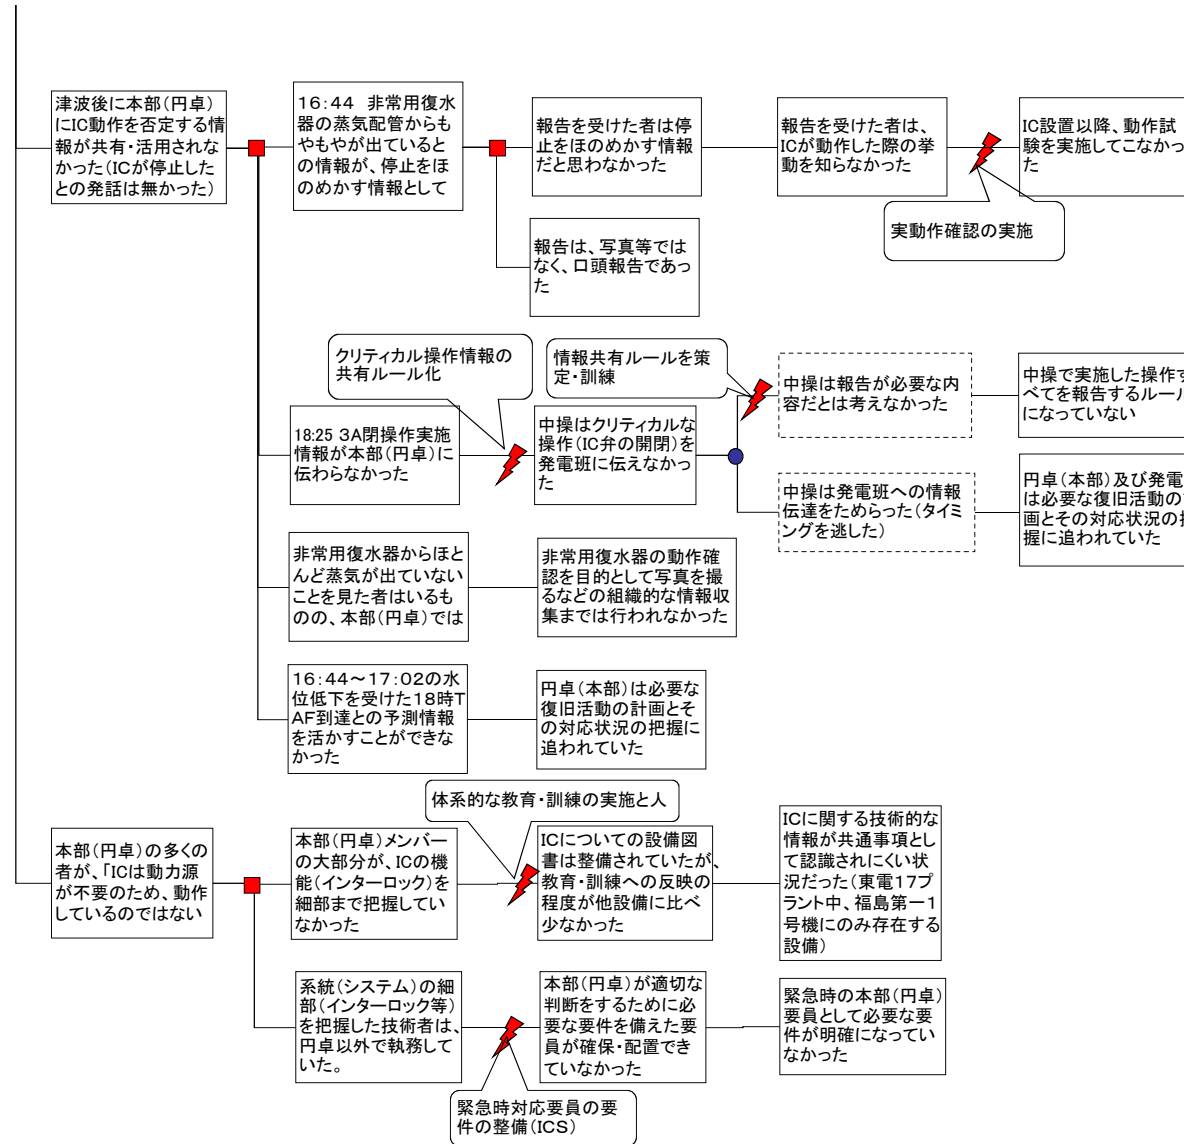 津波後に本部（円卓）
にIC動作を否定する情
報が共有・活用されな
かった（ICが停止した
との発話は無かった）
16：44　非常用復水
器の蒸気配管からも
やもやが出ていると
の情報が、停止をほ
のめかす情報として
報告を受けた者は停
止をほのめかす情報
だと思わなかった
報告を受けた者は、
ICが動作した際の挙
動を知らなかった
IC設置以降、動作試
験を実施してこなかっ
た
実動作確認の実施
報告は、写真等では
なく、口頭報告であっ
た
クリティカル操作情報の
共有ルール化
情報共有ルールを策
定・訓練
18:25 3A閉操作実施
情報が本部（円卓）に
伝わらなかった
中操はクリティカルな
操作（IC弁の開閉）を
発電班に伝えなかっ
た
中操は報告が必要な内
容だとは考えなかった
中操で実施した操作す
べてを報告するルール
になっていない
中操は発電班への情報
伝達をためらった（タイミ
ングを逃した）
円卓（本部）及び発電
は必要な復旧活動の
画とその対応状況の把
握に追われていた
非常用復水器からほと
んど蒸気が出ていない
ことを見た者はいるも
のの、本部（円卓）では
非常用復水器の動作確
認を目的として写真を撮
るなどの組織的な情報収
集までは行われなかった
16：44～17：02の水
位低下を受けた18時T
AF到達との予測情報
を活かすことができな
かった
円卓（本部）は必要な
復旧活動の計画とそ
の対応状況の把握に
追われていた
体系的な教育・訓練の実施と人
本部（円卓）の多くの
者が、「ICは動力源
が不要のため、動作
しているのではない
本部（円卓）メンバー
の大部分が、ICの機
能（インターロック）を
細部まで把握してい
なかった
ICについての設備図
書は整備されていたが、
教育・訓練への反映の
程度が他設備に比べ
少なかった
ICに関する技術的な
情報が共通事項とし
て認識されにくい状
況だった（東電17プ
ラント中、福島第一1
号機にのみ存在する
設備）
系統（システム）の細
部（インターロック等）
を把握した技術者は、
円卓以外で執務して
いた。
本部（円卓）が適切な
判断をするために必
要な要件を備えた要
員が確保・配置でき
ていなかった
緊急時の本部（円卓）
要員として必要な要
件が明確になってい
なかった
緊急時対応要員の要
件の整備（ICS）